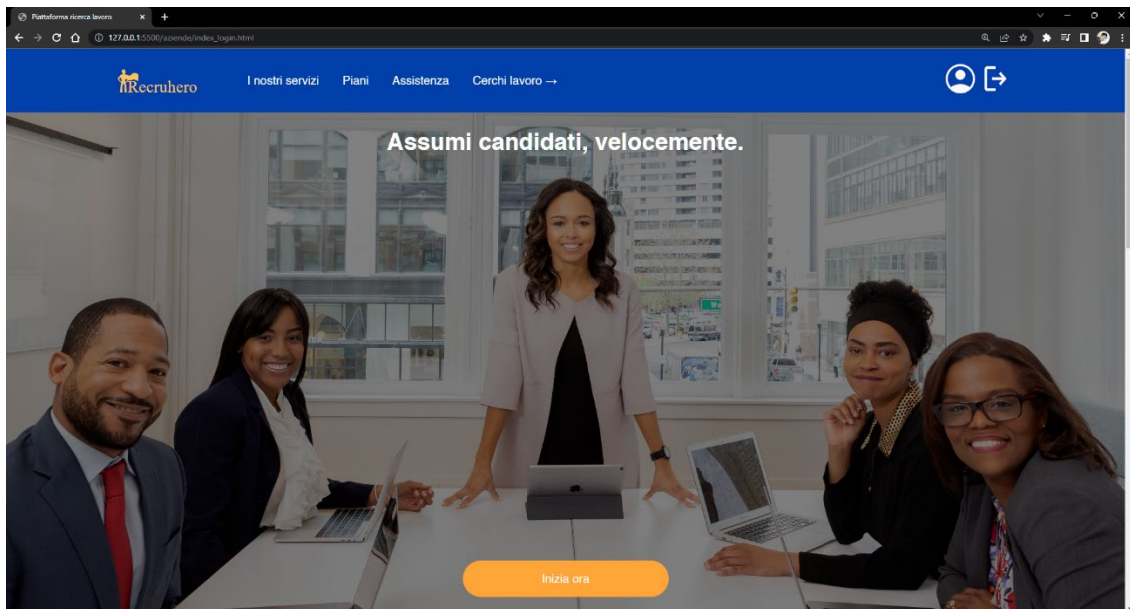 Piattaforma ricerca lavoro
127.0.0.1:5500/aziende/index_login.html
Recruhero
I nostri servizi
Piani
Assistenza
Cerchi lavoro →
Assumi candidati, velocemente.
Inizia ora